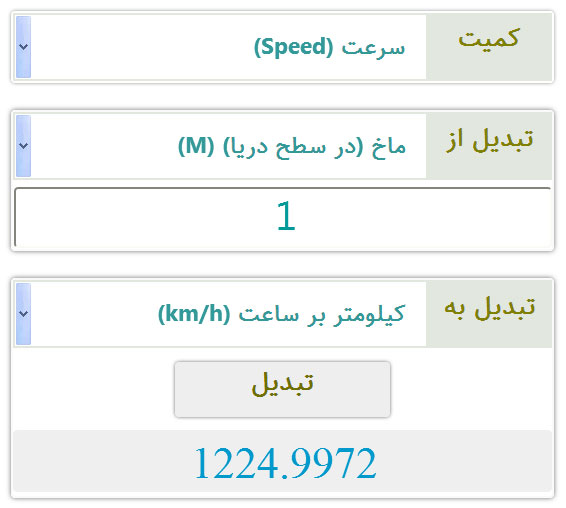 کمیت
سرعت (Speed)
تبدیل از
ماخ (در سطح دریا) (M)
1
تبدیل به
کیلومتر بر ساعت (km/h)
تبدیل
1224.9972